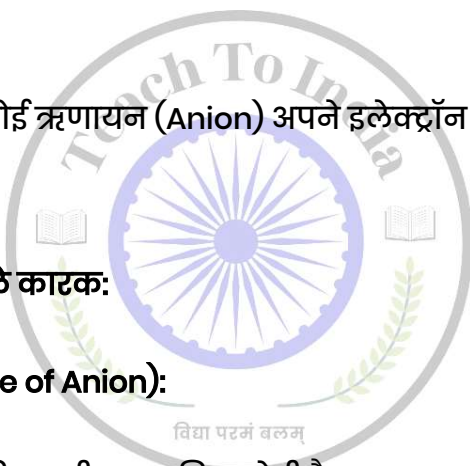 Teach To India
ोई ऋणायन (Anion) अपने इलेक्ट्रॉन
े कारक:
e of Anion):
विद्या परमं बलम्